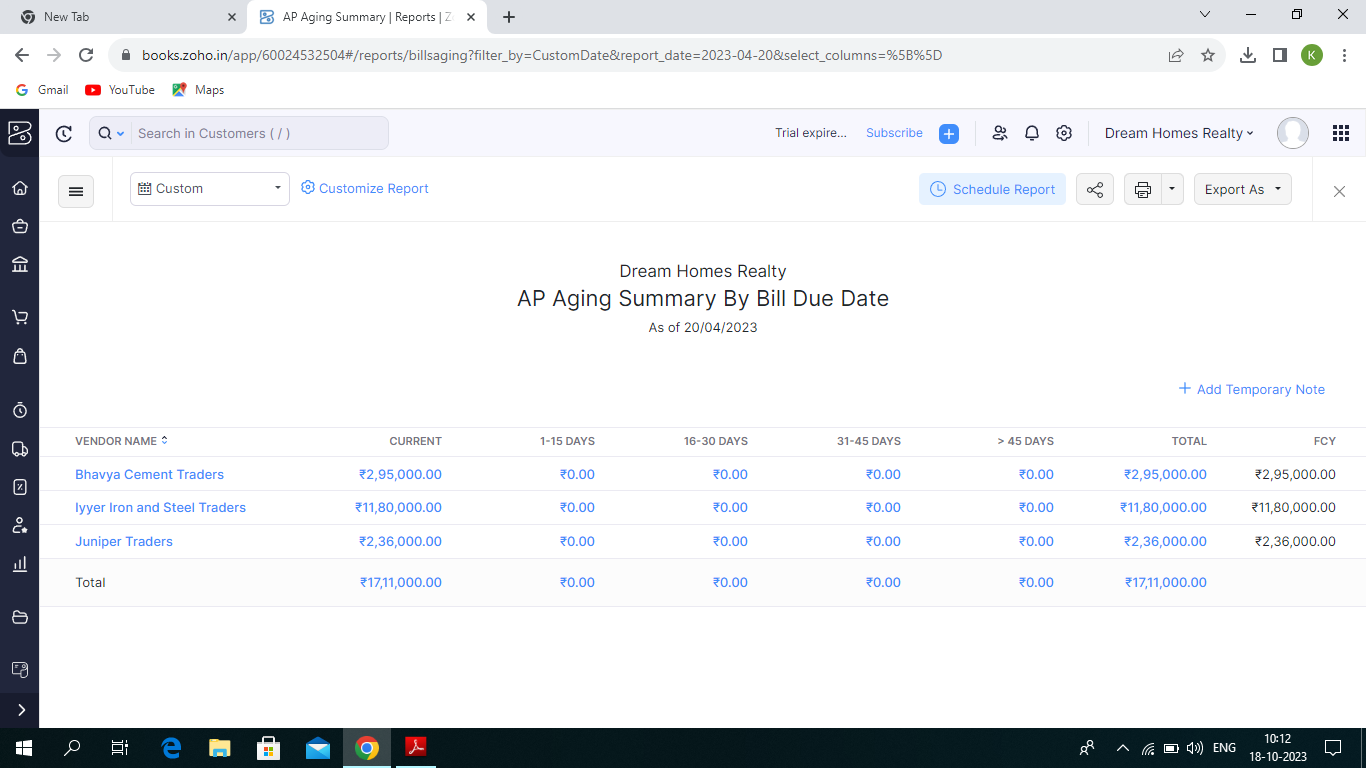 New Tab
AP Aging Summary | Reports | Z
books.zoho.in/app/60024532504#/reports/billsaging?filter_by=CustomDate&report_date=2023-04-20&select_columns=%5B%5D
K
Gmail YouTube Maps
Search in Customers ( / ) Trial expire... Subscribe Dream Homes Realty
Custom Customize Report Schedule Report Export As
Dream Homes Realty
AP Aging Summary By Bill Due Date
As of 20/04/2023
+ Add Temporary Note
VENDOR NAME CURRENT 1-15 DAYS 16-30 DAYS 31-45 DAYS > 45 DAYS TOTAL FCY
Bhavya Cement Traders ₹2,95,000.00 ₹0.00 ₹0.00 ₹0.00 ₹0.00 ₹2,95,000.00 ₹2,95,000.00
Iyyer Iron and Steel Traders ₹11,80,000.00 ₹0.00 ₹0.00 ₹0.00 ₹0.00 ₹11,80,000.00 ₹11,80,000.00
Juniper Traders ₹2,36,000.00 ₹0.00 ₹0.00 ₹0.00 ₹0.00 ₹2,36,000.00 ₹2,36,000.00
Total ₹17,11,000.00 ₹0.00 ₹0.00 ₹0.00 ₹0.00 ₹17,11,000.00
ENG
10:12
18-10-2023